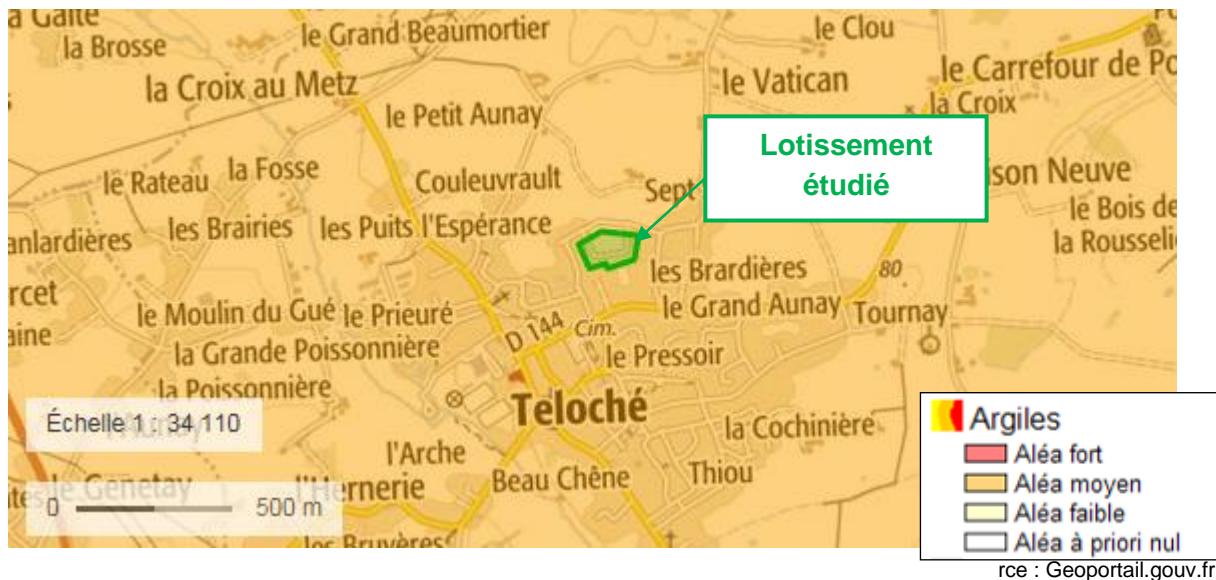 a Gaîté
la Brosse
le Grand Beaumortier
le Clou
la Croix au Metz
le Vatican
le Carrefour de Po
la Croix
le Petit Aunay
Lotissement
étudié
le Rateau
la Fosse
Couleuvrault
Sept
ison Neuve
anlardières
les Brairies
les Puits
l'Espérance
le Bois de
la Rousseli
les Brardières
80
rcet
aine
le Moulin du Gué
le Prieuré
le Grand Aunay
Tournay
D 144
Cim.
la Grande Poissonnière
le Pressoir
la Poissonnière
Teloché
Échelle 1 : 34 110
l'Aunay
la Cochinière
l'Arche
Beau Chêne
Thiou
tes
le Genetay
l'Hernerie
0
500 m
les Bruyères
Argiles
Aléa fort
Aléa moyen
Aléa faible
Aléa à priori nul
rce : Geoportail.gouv.fr